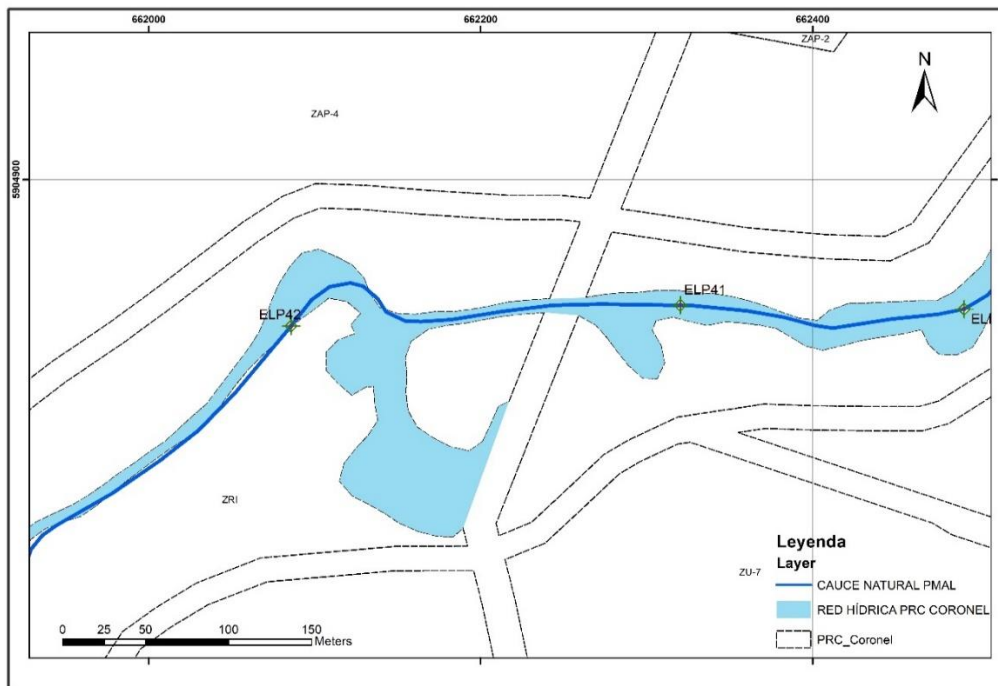 662000 662200 662400
ZAP-2
N
ZAP-4
5904900
ELP41
ELP42
ZRI
Leyenda
Layer
ZU-7
CAUCE NATURAL PMAL
RED HÍDRICA PRC CORONEL
PRC_Coronel
0 25 50 100 150
Meters